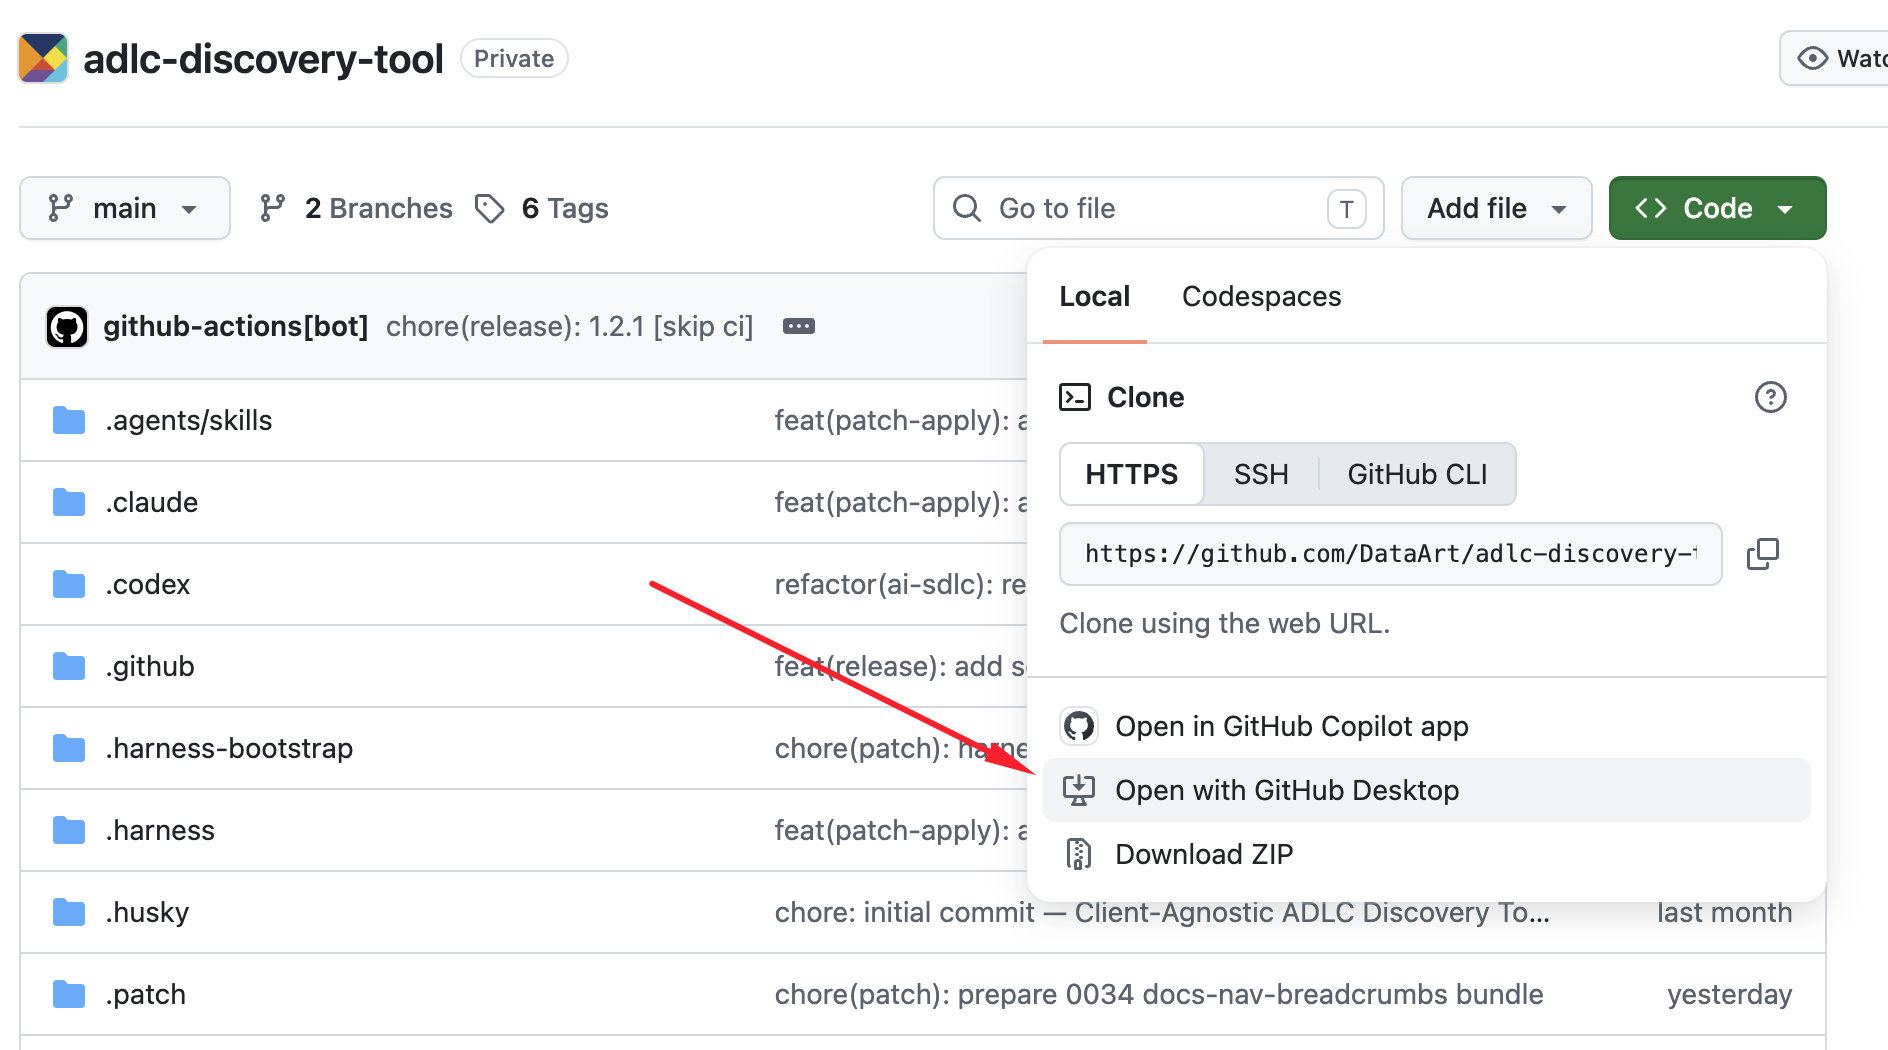 adlc-discovery-tool Private
main 2 Branches 6 Tags Go to file T Add file Code
github-actions[bot] chore(release): 1.2.1 [skip ci]
.agents/skills feat(patch-apply):
.claude feat(patch-apply):
.codex refactor(ai-sdlc): re
.github feat(release): add s
.harness-bootstrap chore(patch): harne
.harness feat(patch-apply):
.husky chore: initial commit — Client-Agnostic ADLC Discovery To... last month
.patch chore(patch): prepare 0034 docs-nav-breadcrumbs bundle yesterday
Local Codespaces
Clone
HTTPS SSH GitHub CLI
https://github.com/DataArt/adlc-discovery-
Clone using the web URL.
Open in GitHub Copilot app
Open with GitHub Desktop
Download ZIP